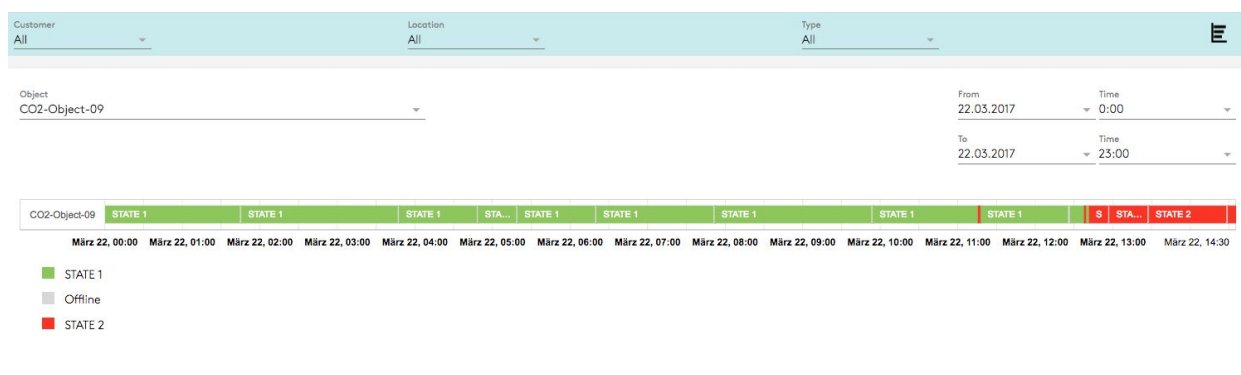 Customer Location Type
All All All
Object From Time
CO2-Object-09 22.03.2017 0:00
To Time
22.03.2017 23:00
CO2-Object-09 STATE 1 STATE 1 STATE 1 STA... STATE 1 STATE 1 STATE 1 STATE 1 STATE 1 S STA... STATE 2
März 22, 00:00 März 22, 01:00 März 22, 02:00 März 22, 03:00 März 22, 04:00 März 22, 05:00 März 22, 06:00 März 22, 07:00 März 22, 08:00 März 22, 09:00 März 22, 10:00 März 22, 11:00 März 22, 12:00 März 22, 13:00 März 22, 14:30
STATE 1
Offline
STATE 2